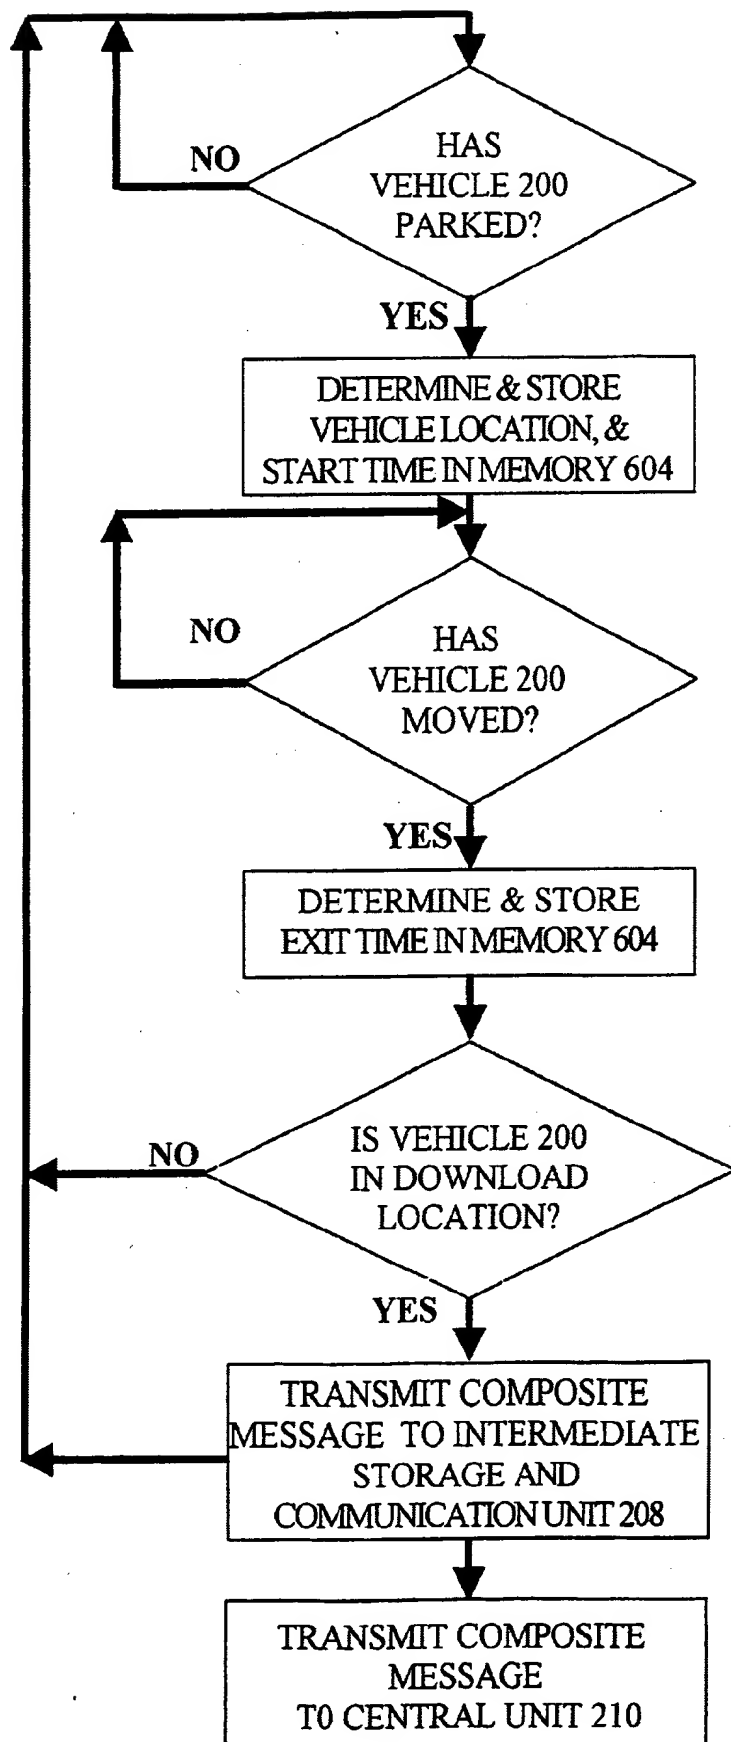 HAS
VEHICLE 200
PARKED?
NO
YES
DETERMINE & STORE
VEHICLE LOCATION, &
START TIME IN MEMORY 604
HAS
VEHICLE 200
MOVED?
NO
YES
DETERMINE & STORE
EXIT TIME IN MEMORY 604
IS VEHICLE 200
IN DOWNLOAD
LOCATION?
NO
YES
TRANSMIT COMPOSITE
MESSAGE TO INTERMEDIATE
STORAGE AND
COMMUNICATION UNIT 208
TRANSMIT COMPOSITE
MESSAGE
T0 CENTRAL UNIT 210